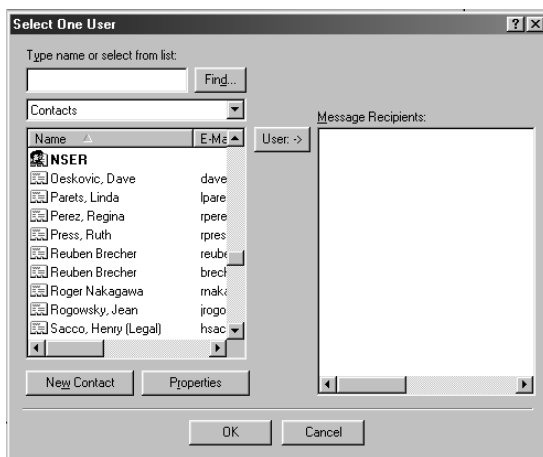 Select One User
Type name or select from list:
Find...
Contacts
Message Recipients:
Name E-Ma
User: ->
NSER
Oeskovic, Dave dave
Parets, Linda lpare
Perez, Regina rpere
Press, Ruth rpres
Reuben Brecher reube
Reuben Brecher brech
Roger Nakagawa rnaka
Rogowsky, Jean jrogo
Sacco, Henry (Legal) hsac
New Contact Properties
OK Cancel